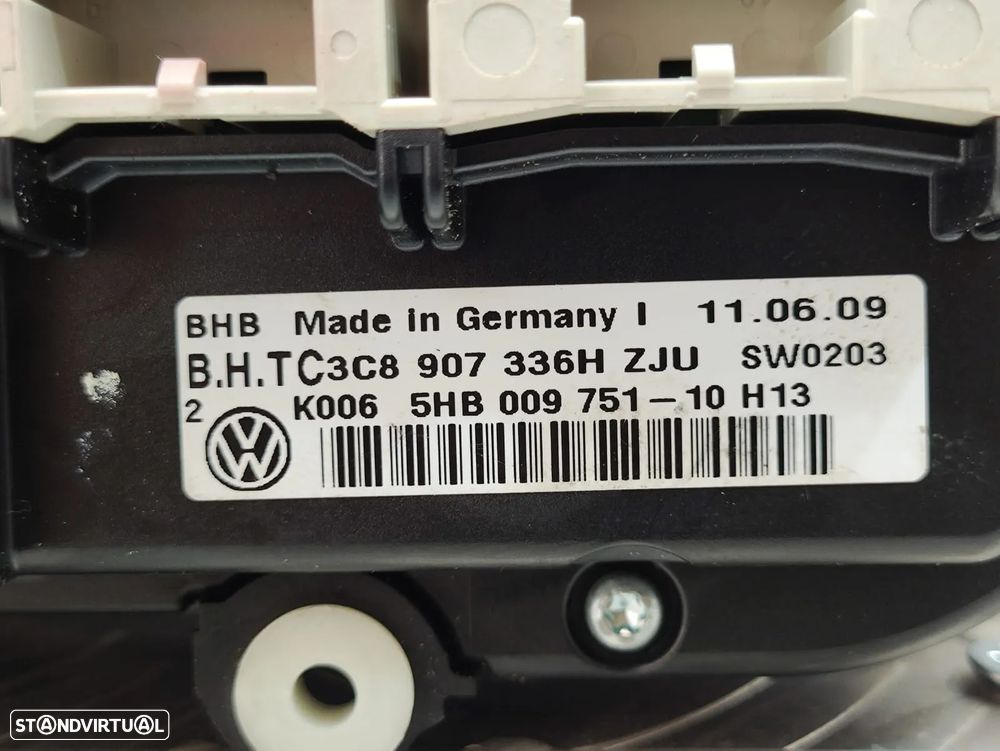 BHB Made in Germany I 11.06.09
B.H.TC3C8 907 336H ZJU SW0203
2 K006 5HB 009 751-10 H13
STANDVIRTUAL